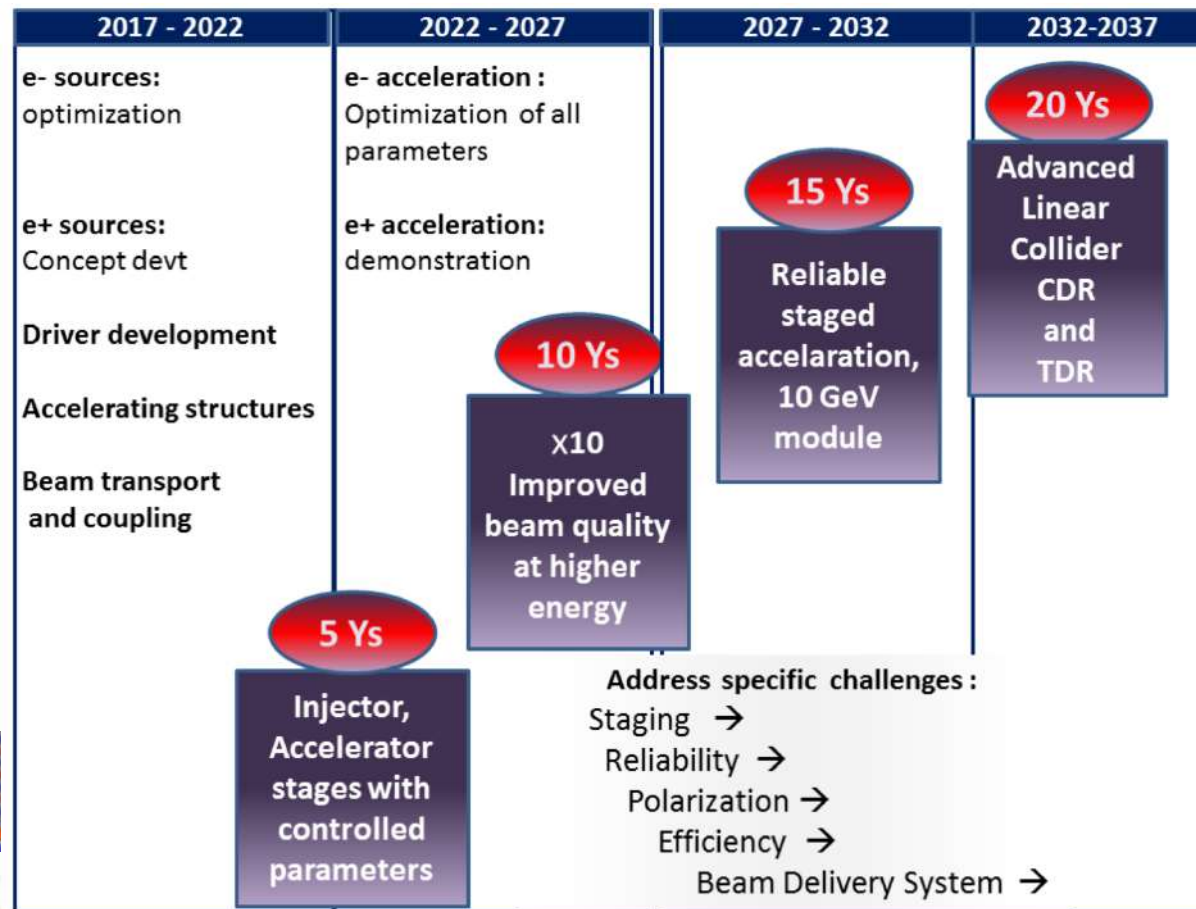 2017 - 2022
2022 - 2027
2027 - 2032
2032-2037
e- sources:
optimization
e+ sources:
Concept devt
Driver development
Accelerating structures
Beam transport
and coupling
e- acceleration :
Optimization of all
parameters
e+ acceleration:
demonstration
5 Ys
Injector,
Accelerator
stages with
controlled
parameters
10 Ys
x10
Improved
beam quality
at higher
energy
15 Ys
Reliable
staged
accelaration,
10 GeV
module
20 Ys
Advanced
Linear
Collider
CDR
and
TDR
Address specific challenges :
Staging →
Reliability →
Polarization →
Efficiency →
Beam Delivery System →